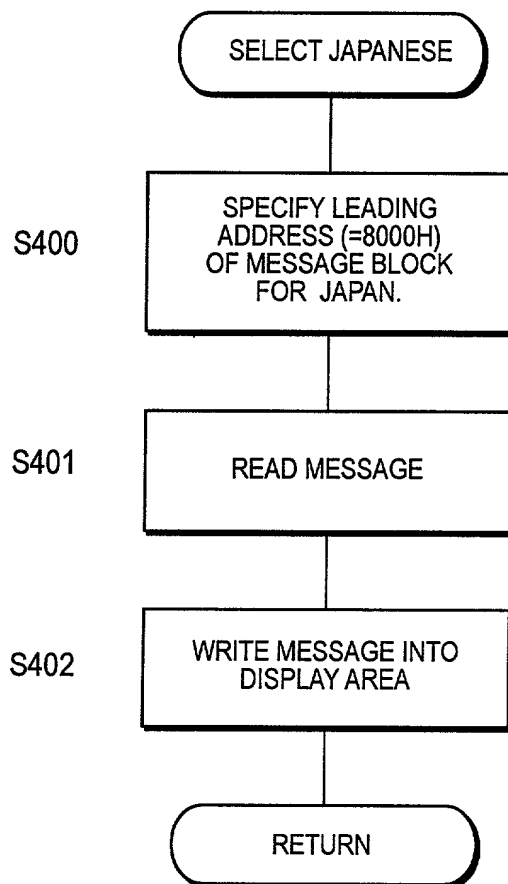 SELECT JAPANESE
S400
SPECIFY LEADING
ADDRESS (=8000H)
OF MESSAGE BLOCK
FOR JAPAN.
S401
READ MESSAGE
S402
WRITE MESSAGE INTO
DISPLAY AREA
RETURN